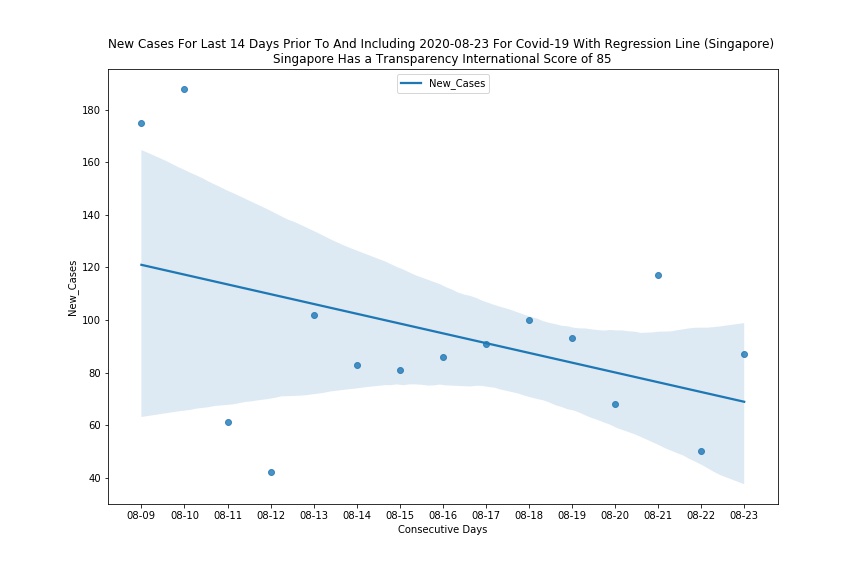 New Cases For Last 14 Days Prior To And Including 2020-08-23 For Covid-19 With Regression Line (Singapore)
Singapore Has a Transparency International Score of 85
New_Cases
180
160
140
120
100
80
60
40
New_Cases
08-09 08-10 08-11 08-12 08-13 08-14 08-15 08-16 08-17 08-18 08-19 08-20 08-21 08-22 08-23
Consecutive Days